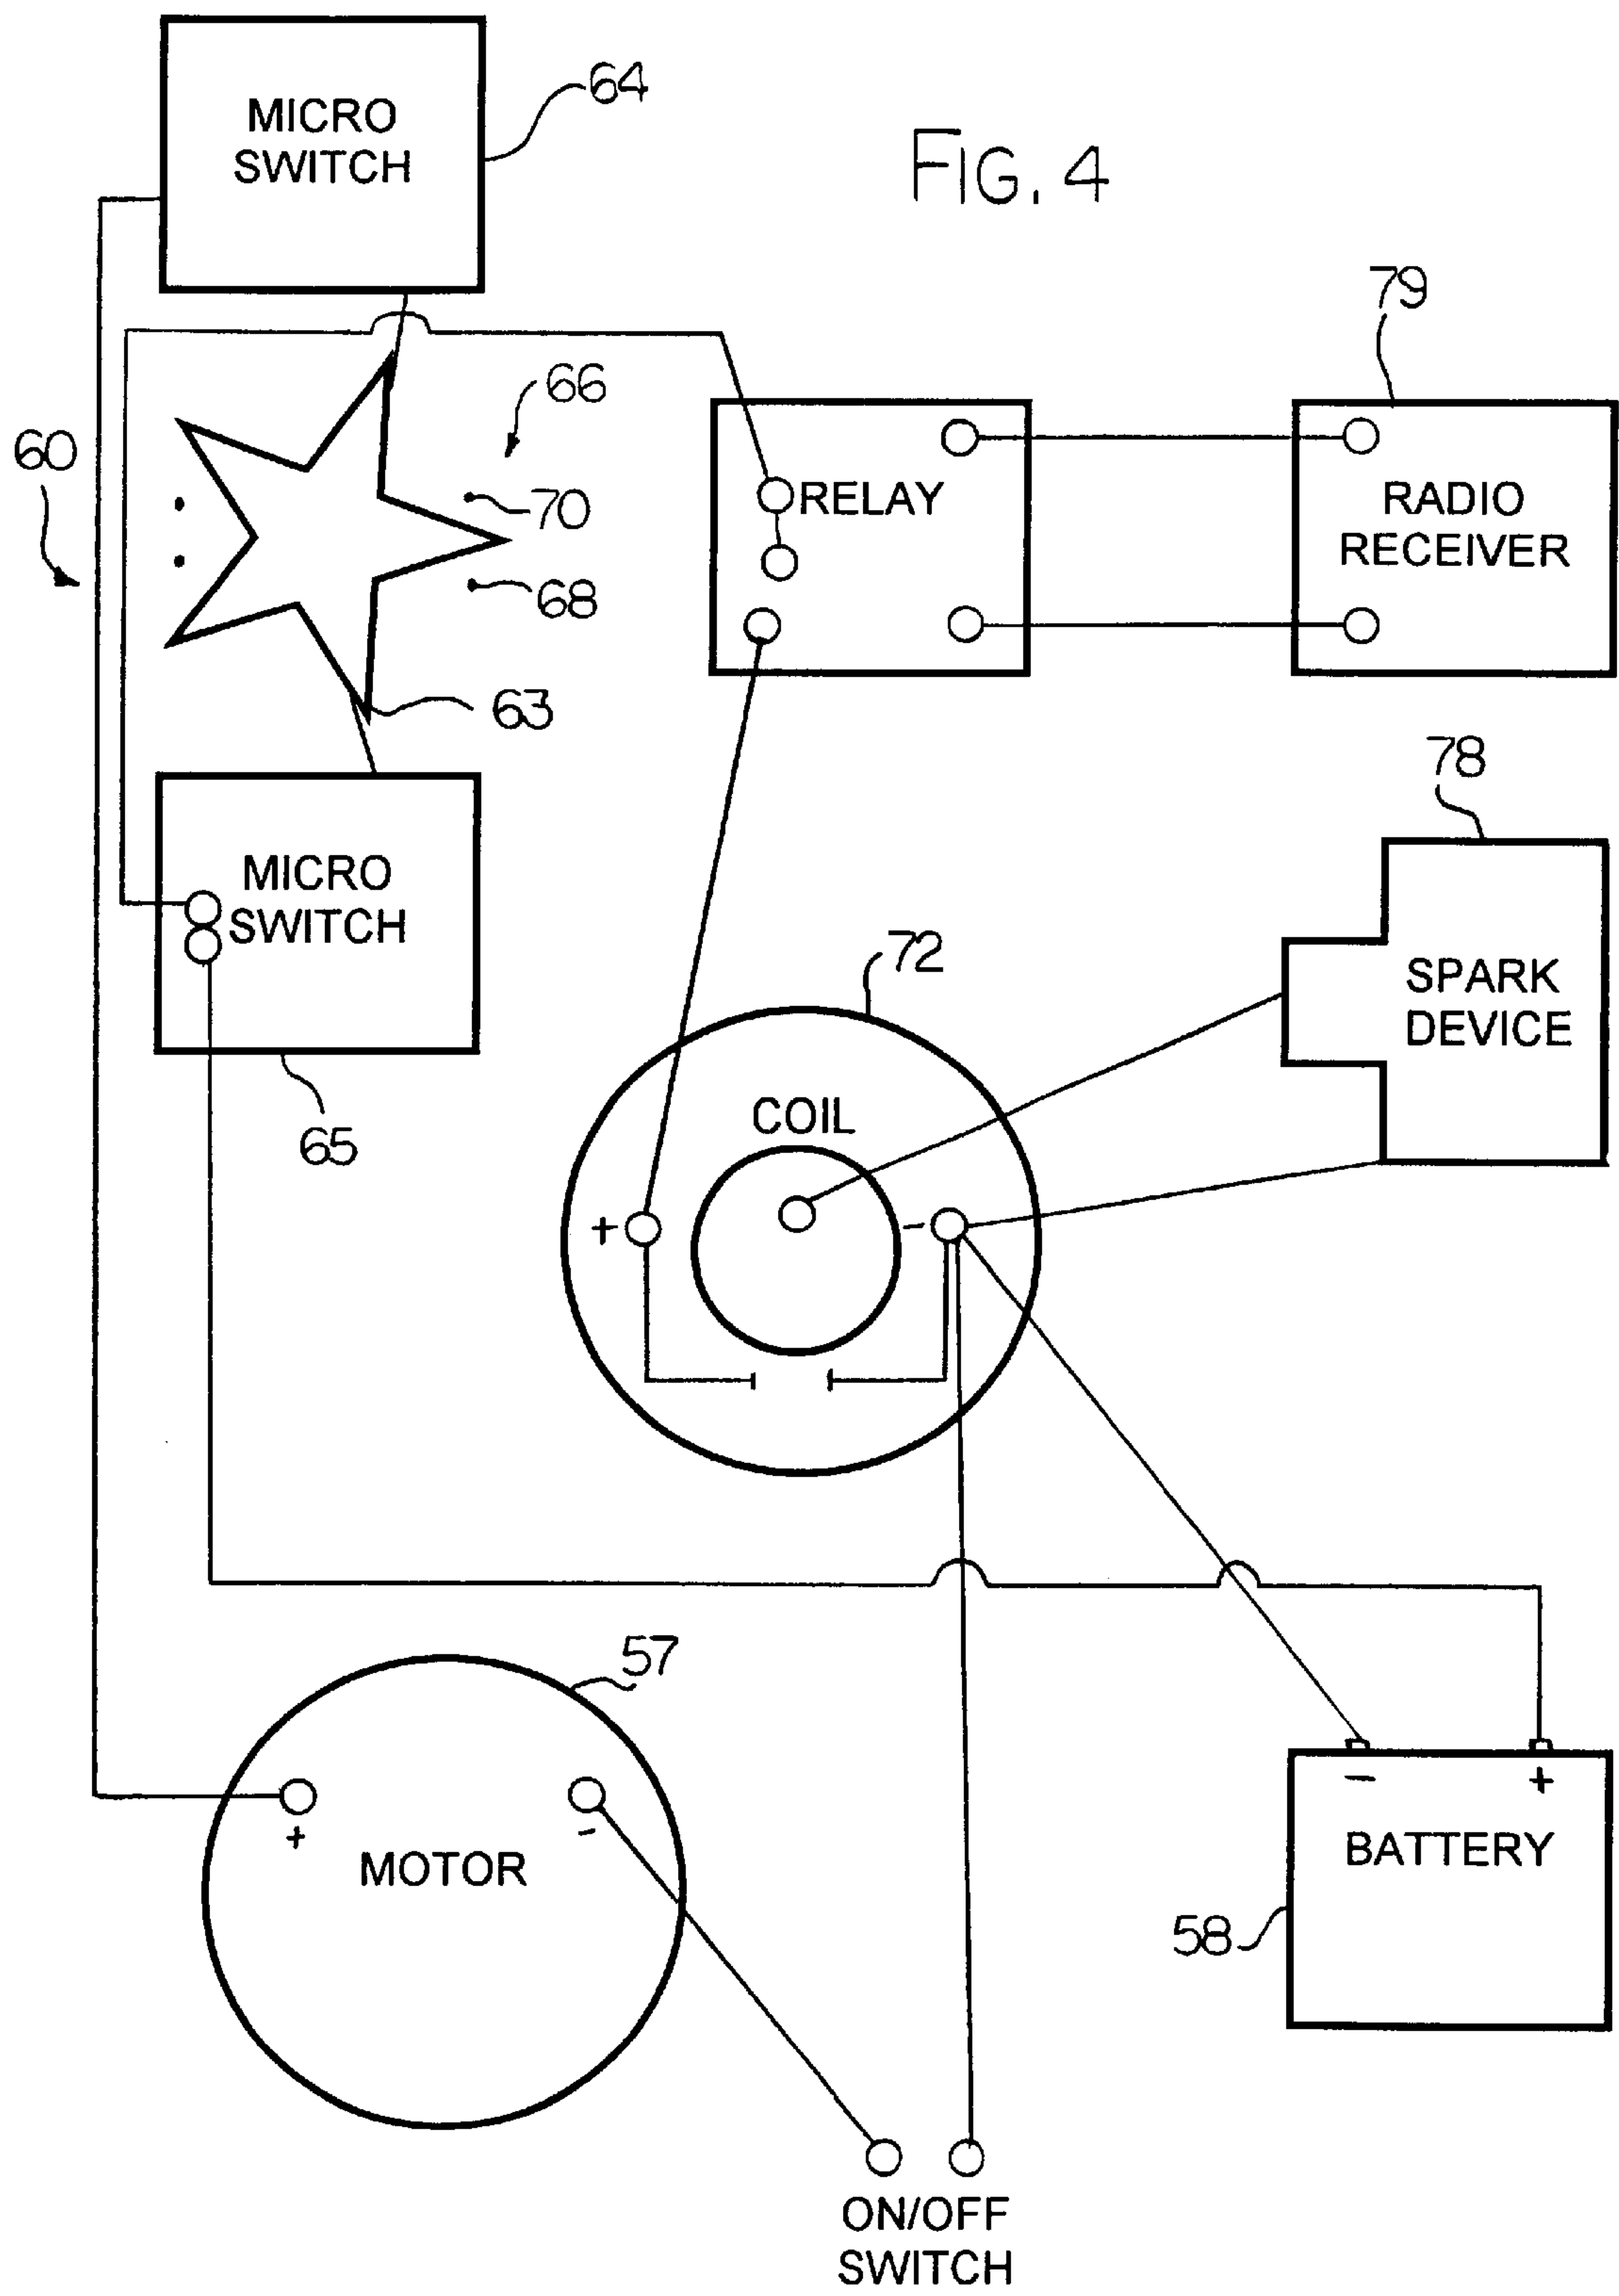 FIG. 4
MICRO
SWITCH
64
79
66
60
70
68
RELAY
RADIO
RECEIVER
63
78
MICRO
SWITCH
72
SPARK
DEVICE
65
COIL
+
-
57
+
-
MOTOR
-
+
BATTERY
58
ON/OFF
SWITCH